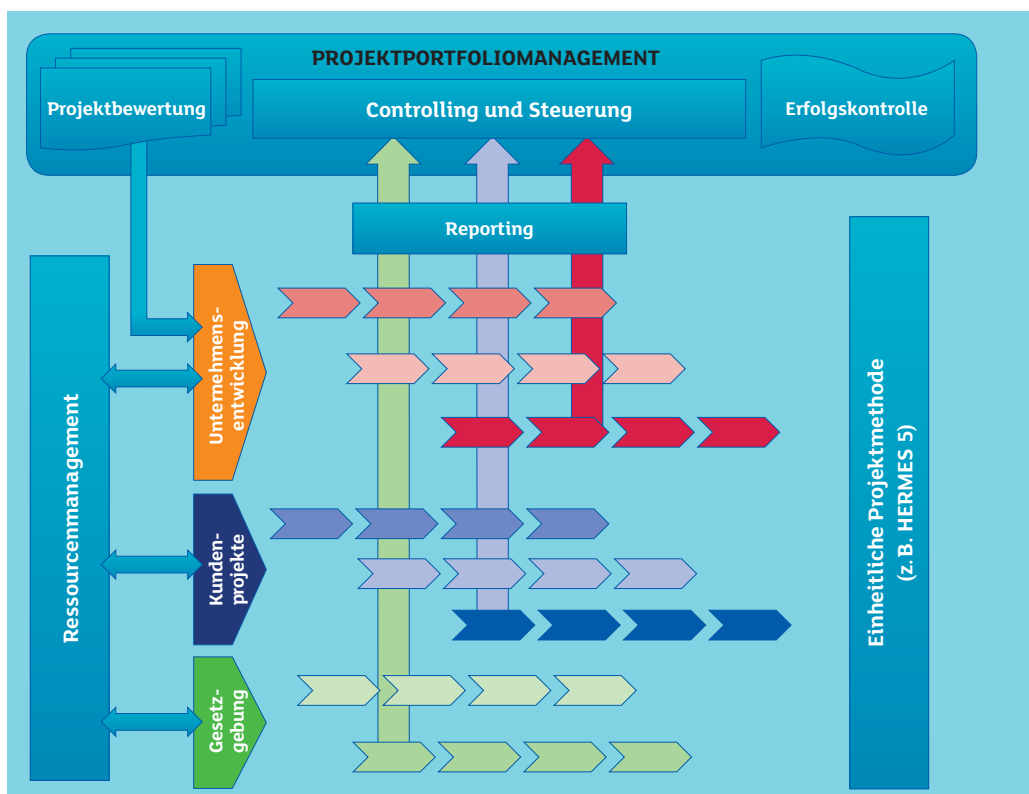 PROJEKTPORTFOLIOMANAGEMENT
Projektbewertung
Controlling und Steuerung
Erfolgskontrolle
Reporting
Ressourcenmanagement
Unternehmens-
entwicklung
Kunden-
projekte
Gesetz-
gebung
Einheitliche Projektmethode
(z. B. HERMES 5)